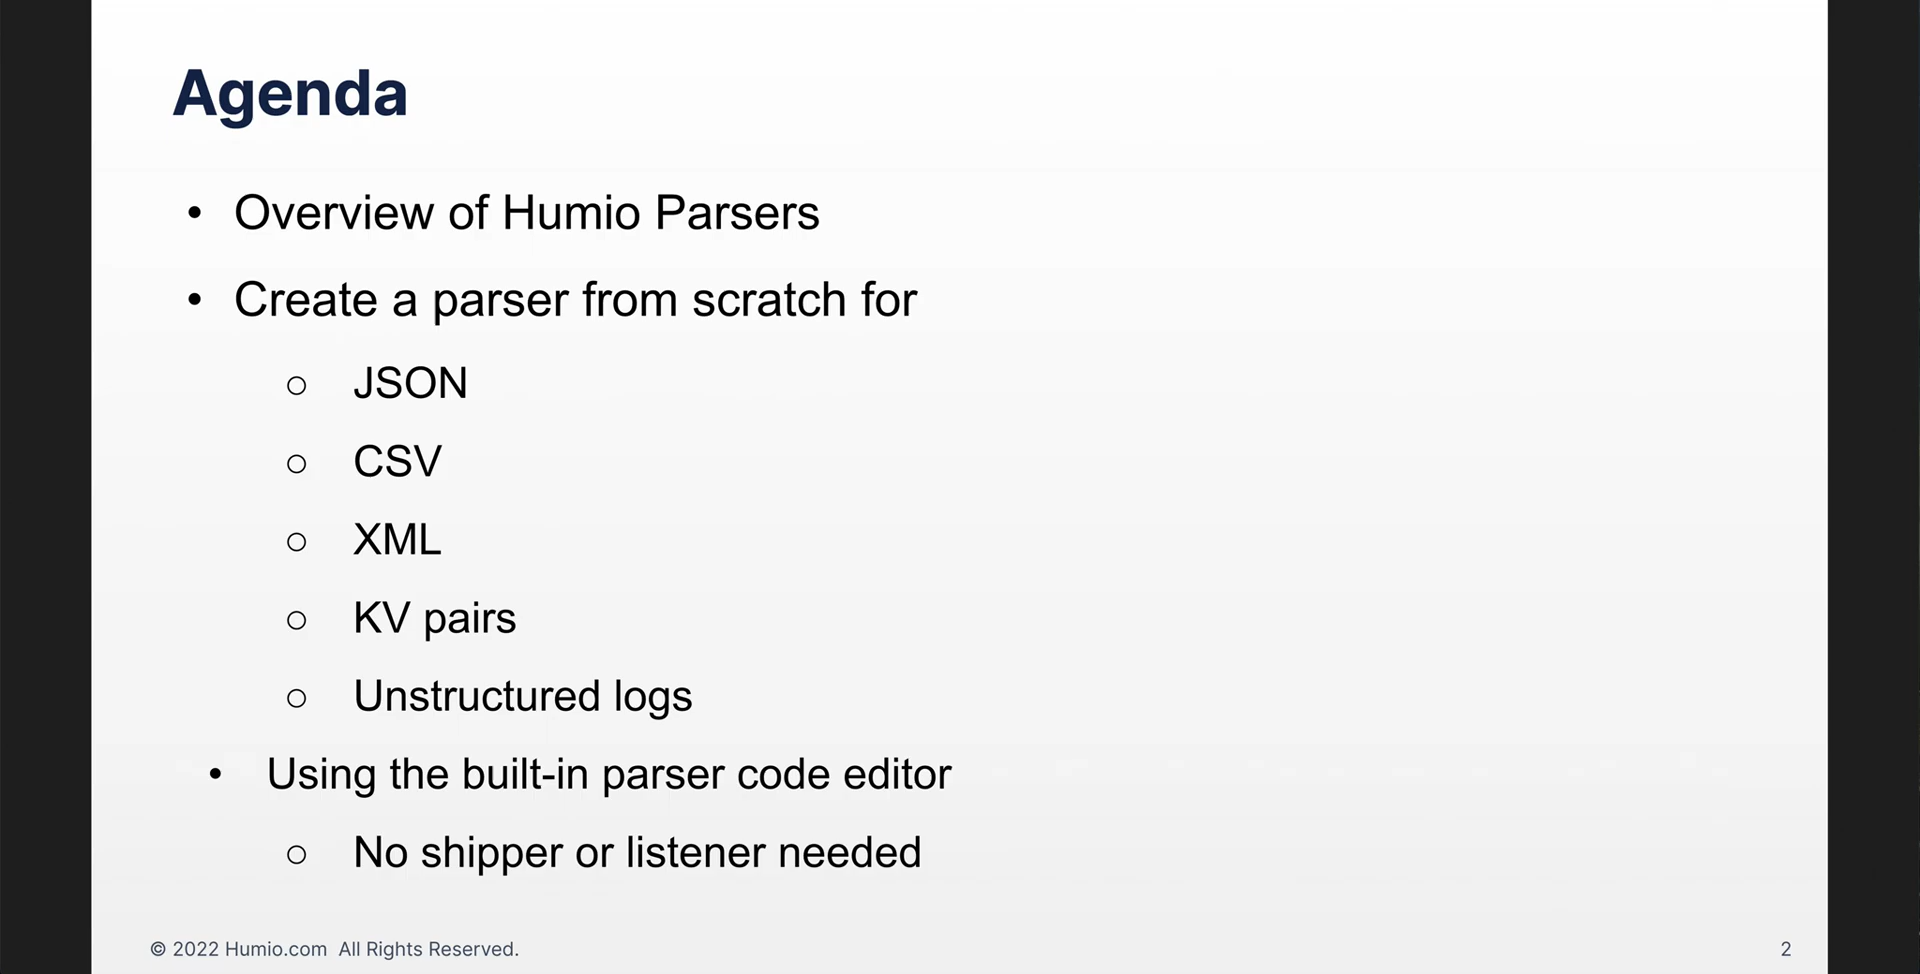 Agenda
• Overview of Humio Parsers
• Create a parser from scratch for
○ JSON
○ CSV
○ XML
○ KV pairs
○ Unstructured logs
• Using the built-in parser code editor
○ No shipper or listener needed
© 2022 Humio.com All Rights Reserved.
2